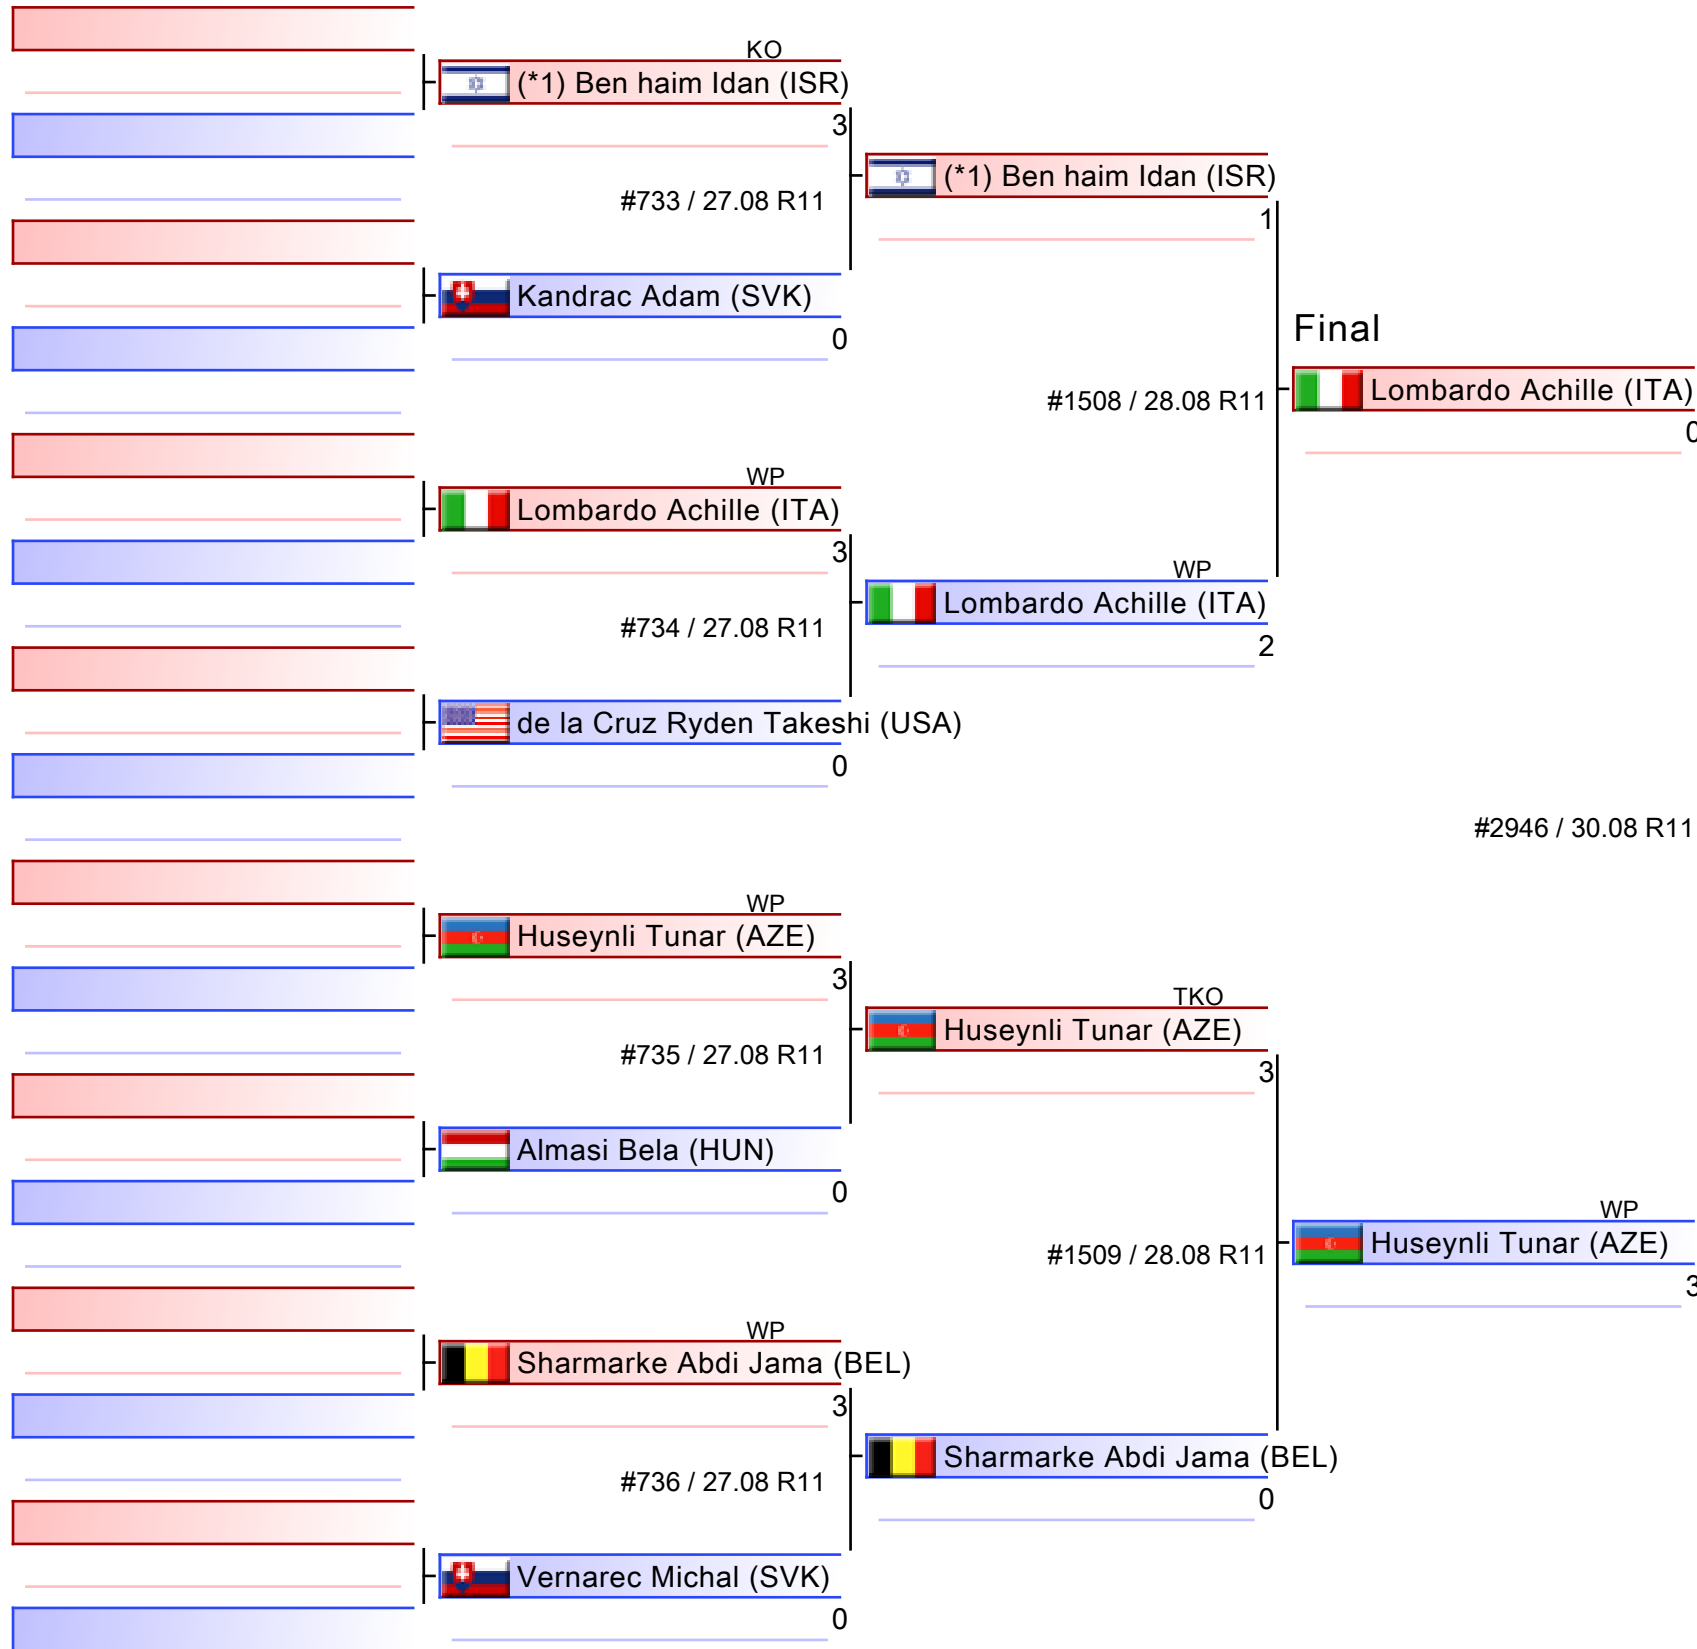 KO
(*1) Ben haim Idan (ISR)
3
#733 / 27.08 R11
Kandrac Adam (SVK)
0
WP
Lombardo Achille (ITA)
3
#734 / 27.08 R11
de la Cruz Ryden Takeshi (USA)
0
WP
Huseynli Tunar (AZE)
3
#735 / 27.08 R11
Almasi Bela (HUN)
0
WP
Sharmarke Abdi Jama (BEL)
3
#736 / 27.08 R11
Vernarec Michal (SVK)
0
(*1) Ben haim Idan (ISR)
1
#1508 / 28.08 R11
WP
Lombardo Achille (ITA)
2
TKO
Huseynli Tunar (AZE)
3
#1509 / 28.08 R11
Sharmarke Abdi Jama (BEL)
0
Final
Lombardo Achille (ITA)
0
#2946 / 30.08 R11
WP
Huseynli Tunar (AZE)
3